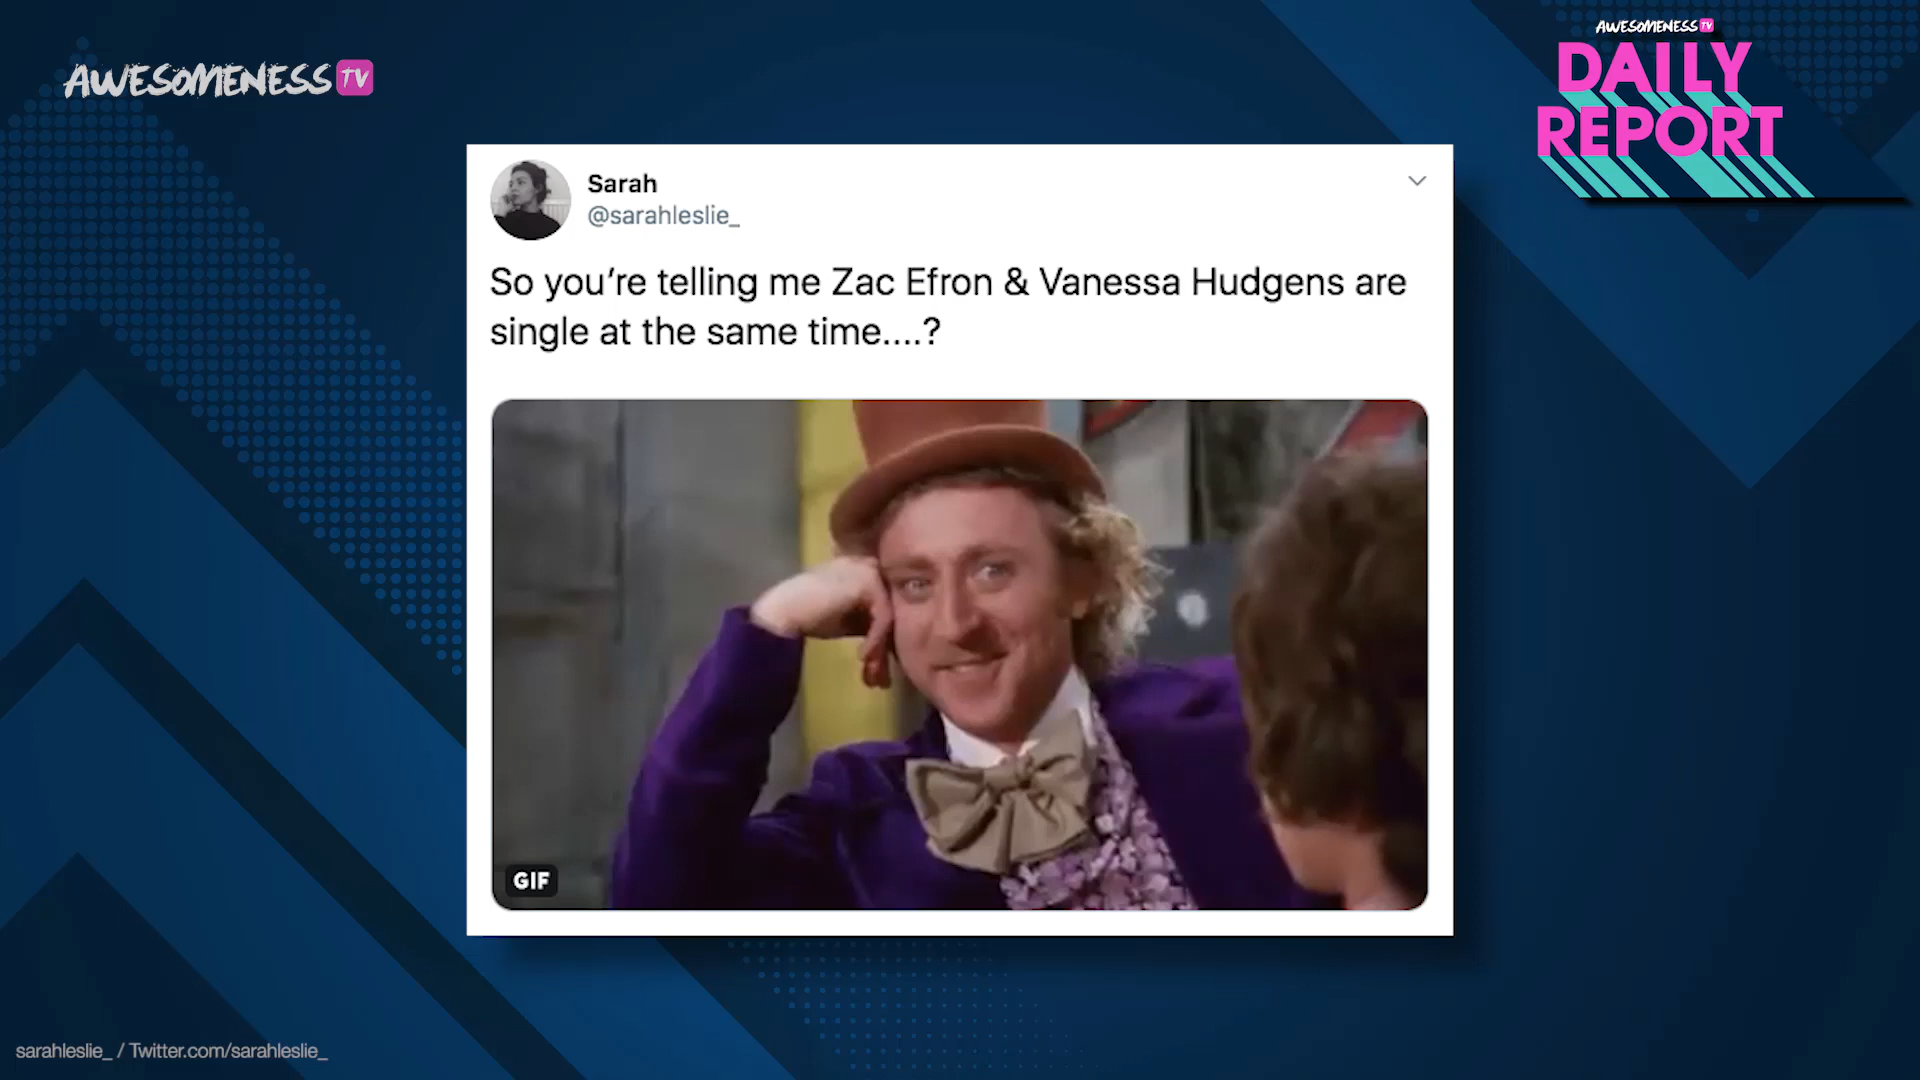 AWESOMENESS TV
AWESOMENESS TV
DAILY
REPORT
Sarah
@sarahleslie_
So you’re telling me Zac Efron & Vanessa Hudgens are
single at the same time....?
GIF
sarahleslie_ / Twitter.com/sarahleslie_